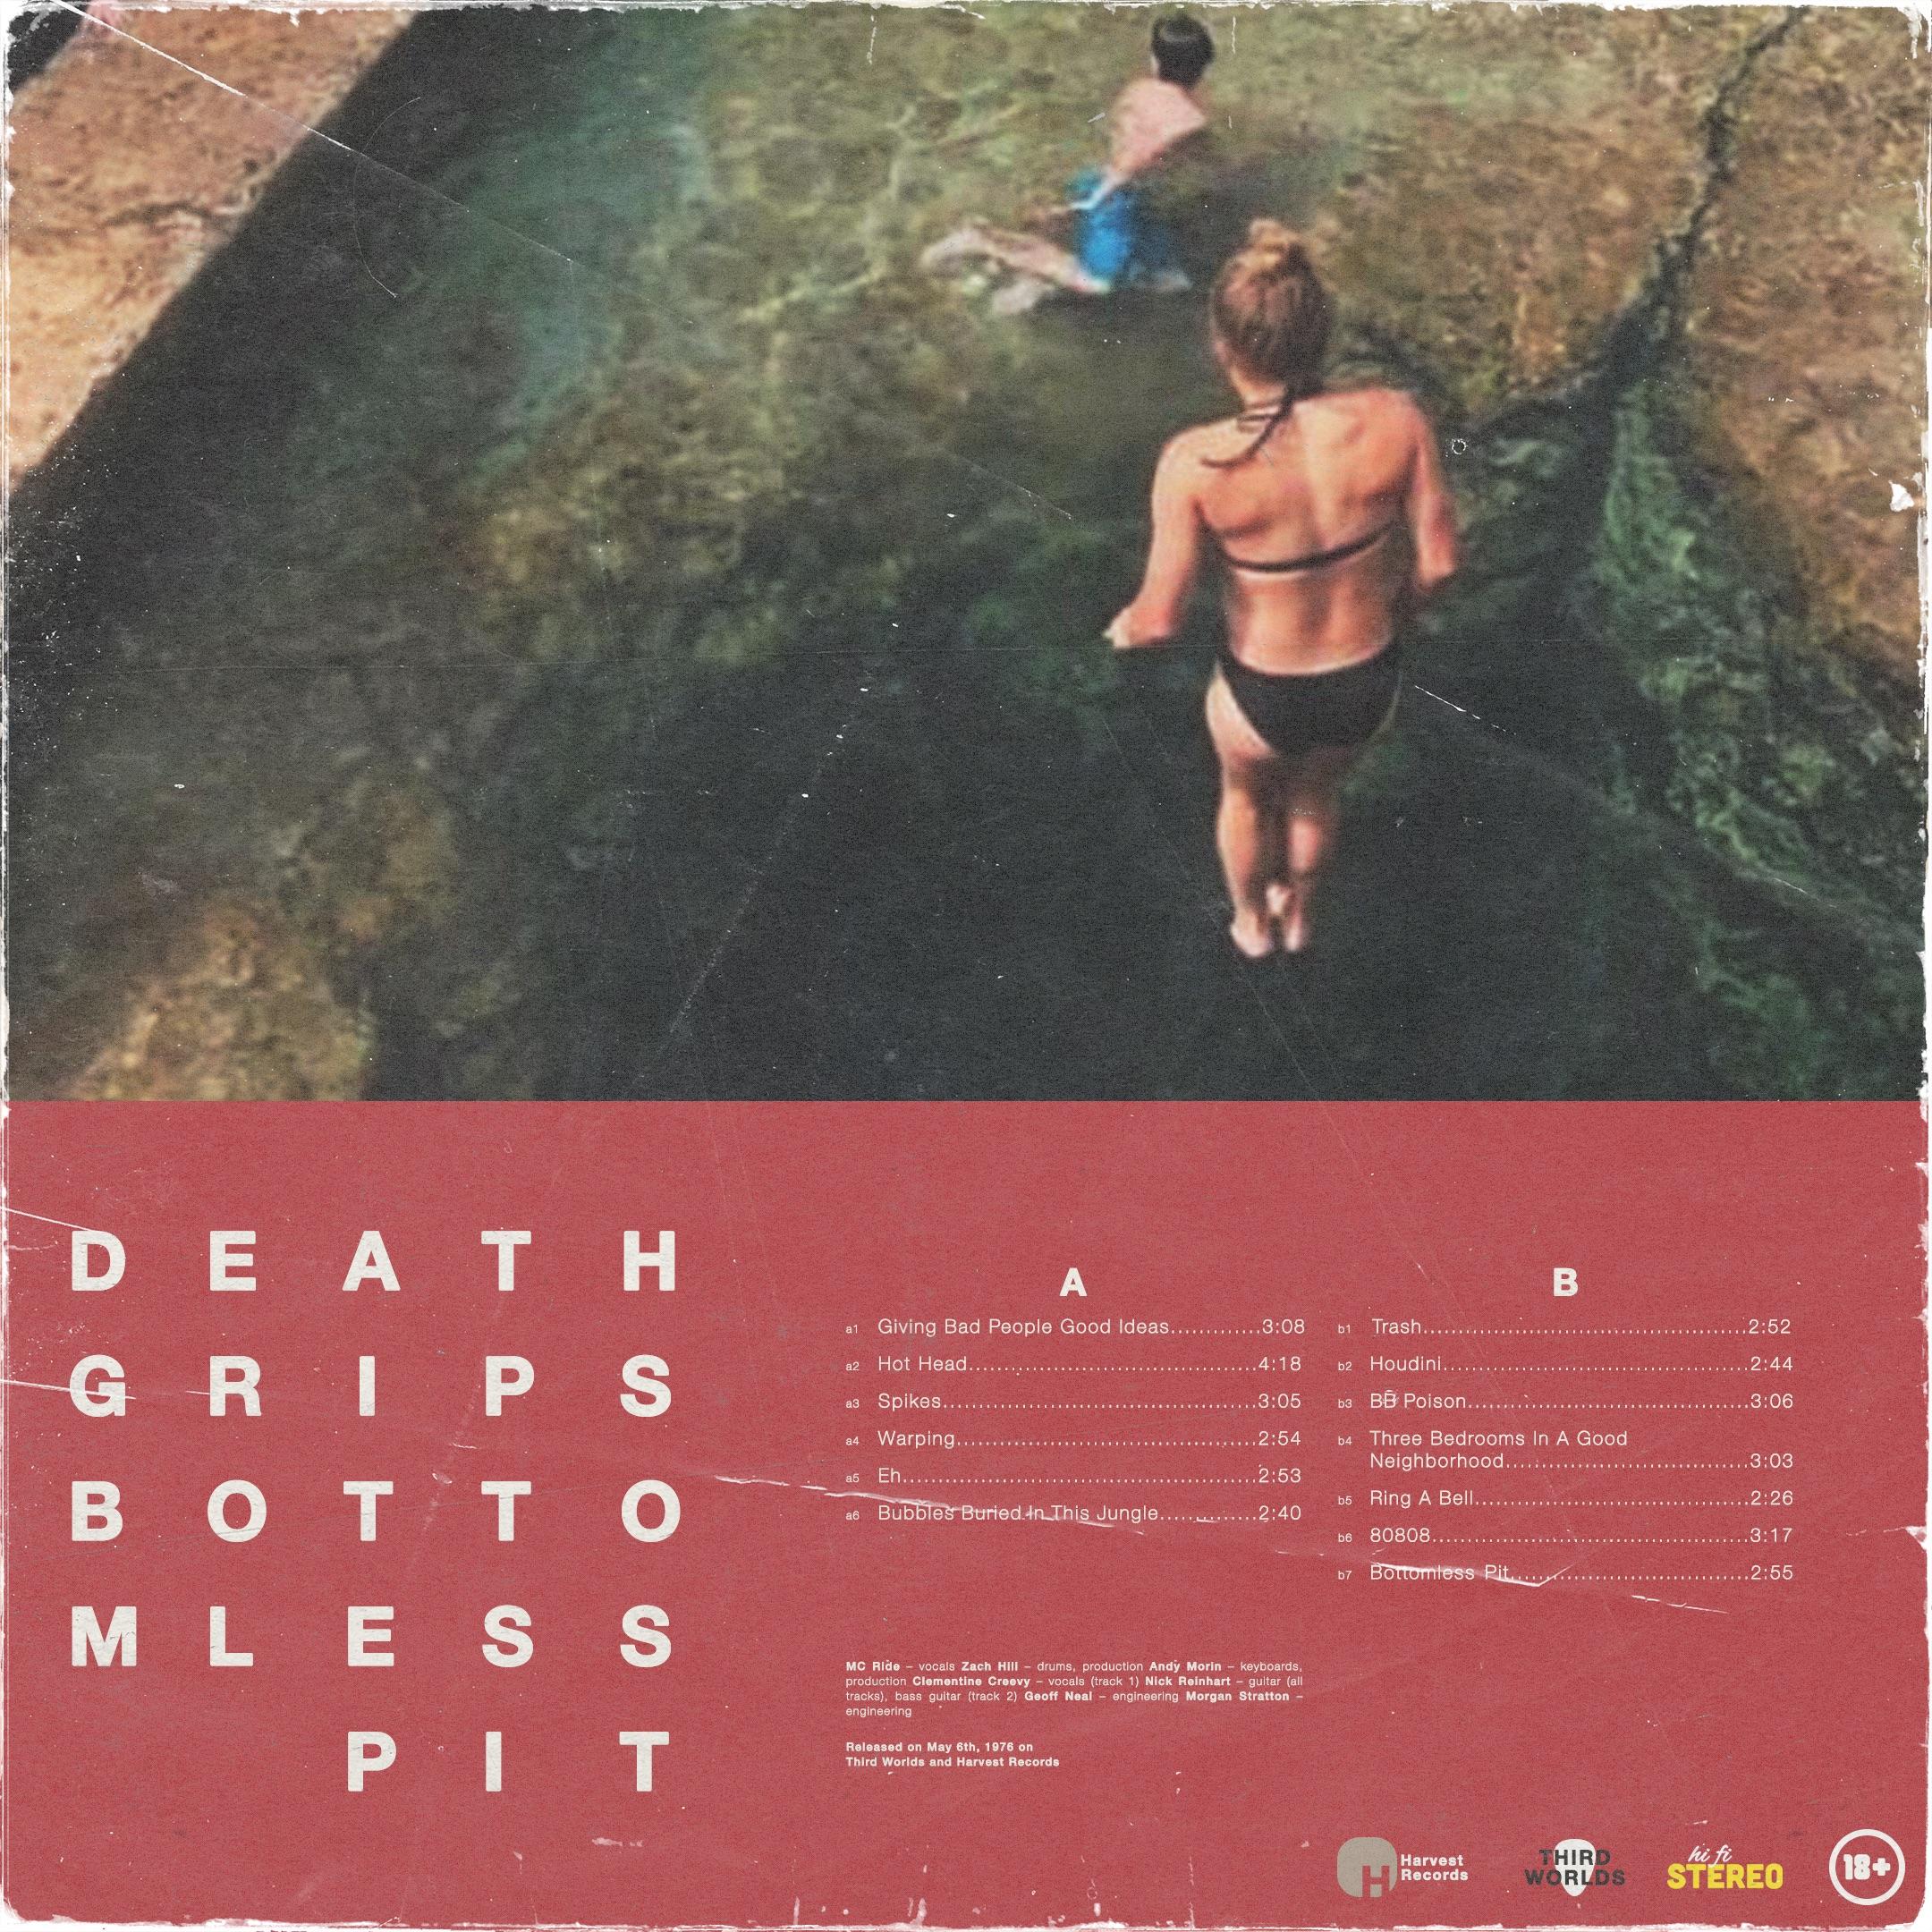 D E A T H
G R I P S
B O T T O
M L E S S
P I T
A
a1 Giving Bad People Good Ideas.............3:08
a2 Hot Head.........................................4:18
a3 Spikes.............................................3:05
a4 Warping...........................................2:54
a5 Eh...................................................2:53
a6 Bubbles Buried In This Jungle..............2:40
B
b1 Trash...............................................2:52
b2 Houdini............................................2:44
b3 BB Poison.........................................3:06
b4 Three Bedrooms In A Good
Neighborhood...................................3:03
b5 Ring A Bell.......................................2:26
b6 80808..............................................3:17
b7 Bottomless Pit..................................2:55
MC Ride – vocals Zach Hill – drums, production Andy Morin – keyboards,
production Clementine Creevy – vocals (track 1) Nick Reinhart – guitar (all
tracks), bass guitar (track 2) Geoff Neal – engineering Morgan Stratton –
engineering
Released on May 6th, 1976 on
Third Worlds and Harvest Records
H Harvest
Records
THIRD
WORLDS
hi fi
STEREO
18+